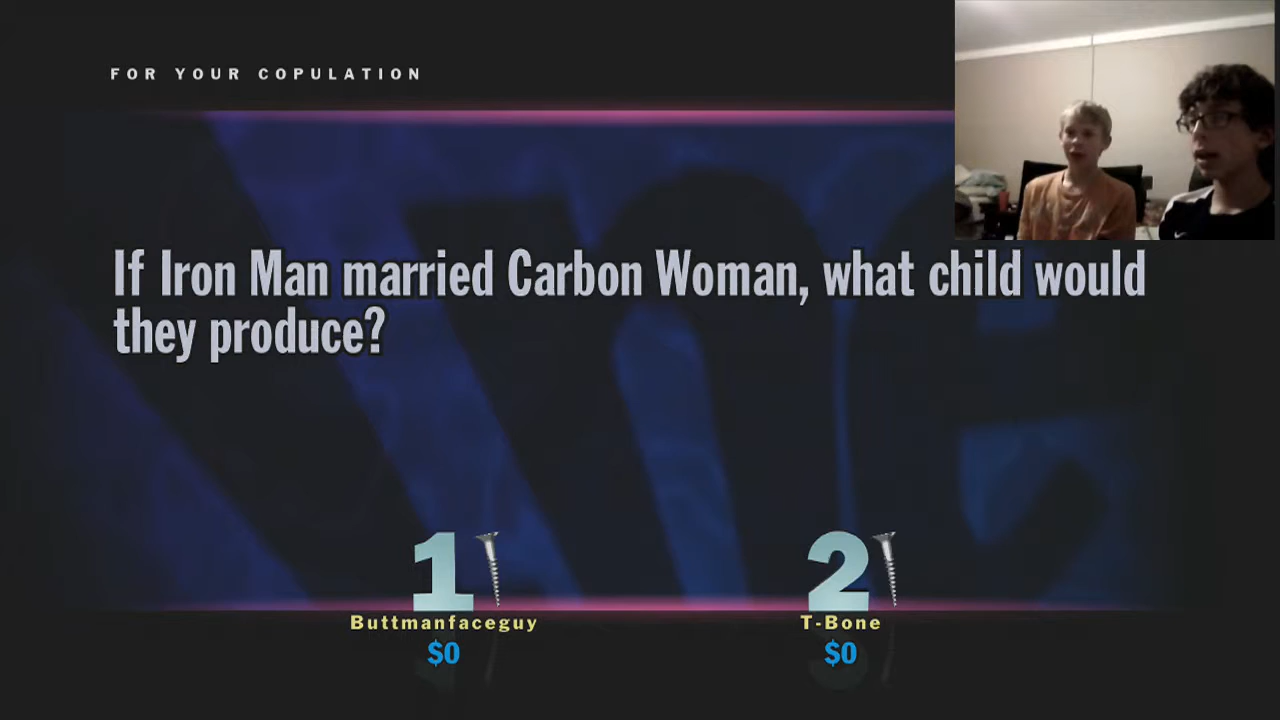 FOR YOUR COPULATION
If Iron Man married Carbon Woman, what child would
they produce?
1
2
Buttmanfaceguy
T-Bone
$0
$0